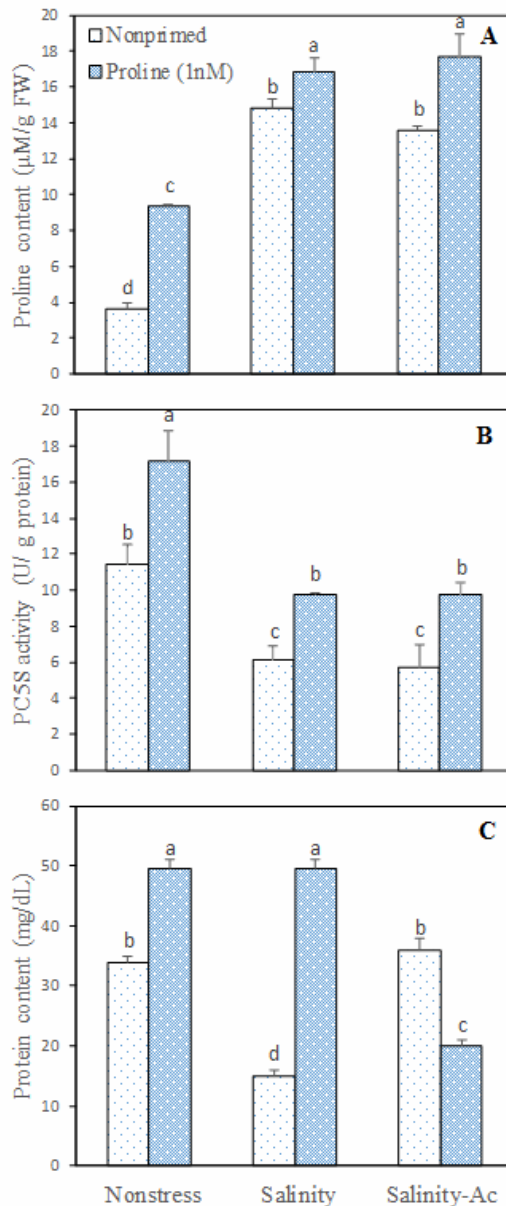 20
18
16
14
12
10
8
6
4
2
0
Proline content (µM/g FW)
Nonprimed
Proline (1nM)
A
d
c
b
a
b
a
20
18
16
14
12
10
8
6
4
2
0
PC5S activity (U/ g protein)
B
b
a
c
b
c
b
60
50
40
30
20
10
0
Protein content (mg/dL)
C
b
a
d
a
b
c
Nonstress Salinity Salinity-Ac